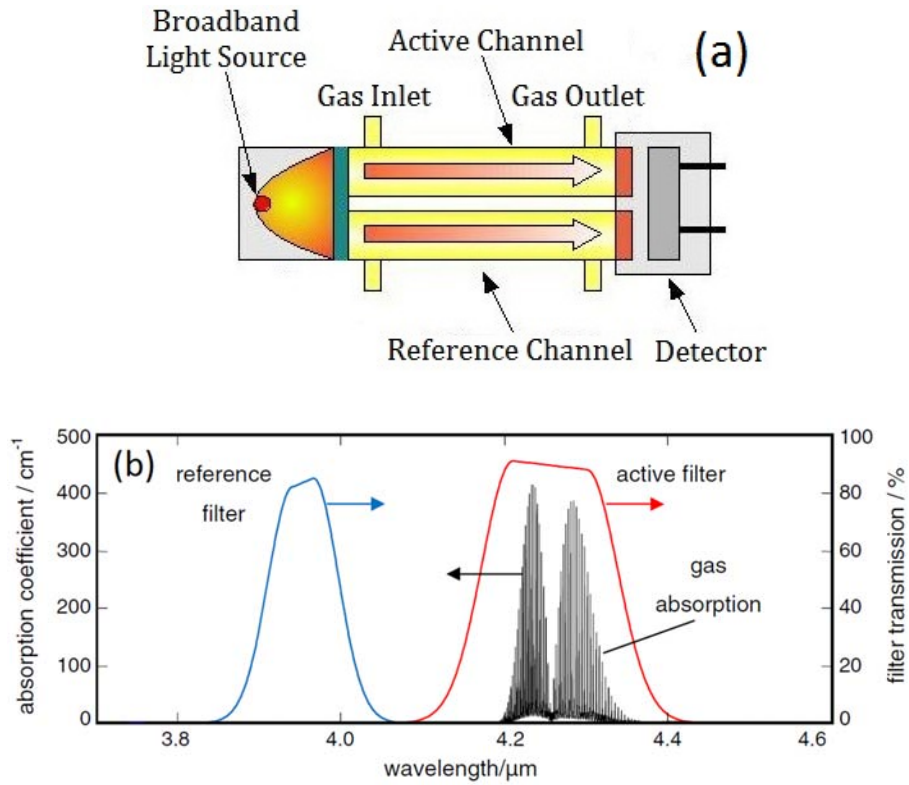 Broadband
Light Source
Active Channel
(a)
Gas Inlet
Gas Outlet
Reference Channel
Detector
(b)
500
400
300
200
100
0
absorption coefficient / cm⁻¹
reference
filter
active filter
gas
absorption
100
80
60
40
20
0
filter transmission / %
3.8
4.0
4.2
4.4
4.6
wavelength/μm